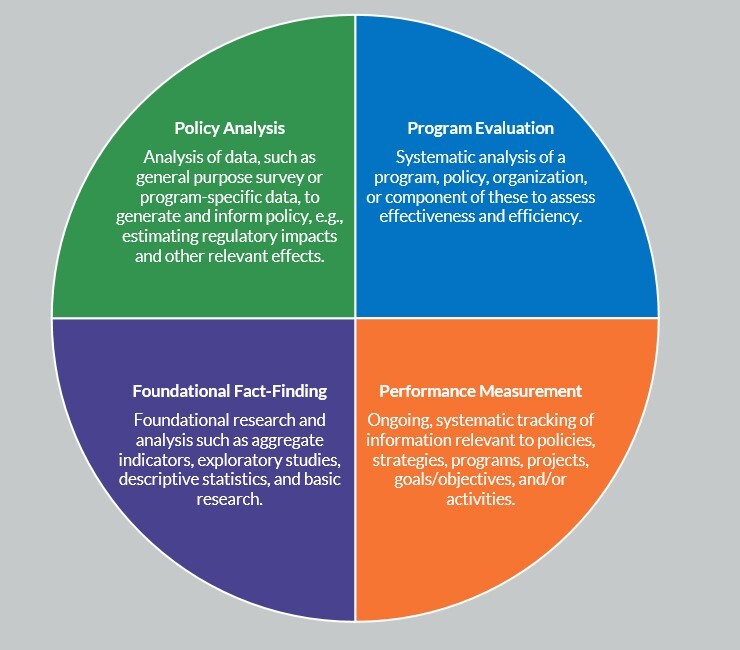 Policy Analysis
Analysis of data, such as
general purpose survey or
program-specific data, to
generate and inform policy, e.g.,
estimating regulatory impacts
and other relevant effects.
Program Evaluation
Systematic analysis of a
program, policy, organization,
or component of these to assess
effectiveness and efficiency.
Foundational Fact-Finding
Foundational research and
analysis such as aggregate
indicators, exploratory studies,
descriptive statistics, and basic
research.
Performance Measurement
Ongoing, systematic tracking of
information relevant to policies,
strategies, programs, projects,
goals/objectives, and/or
activities.